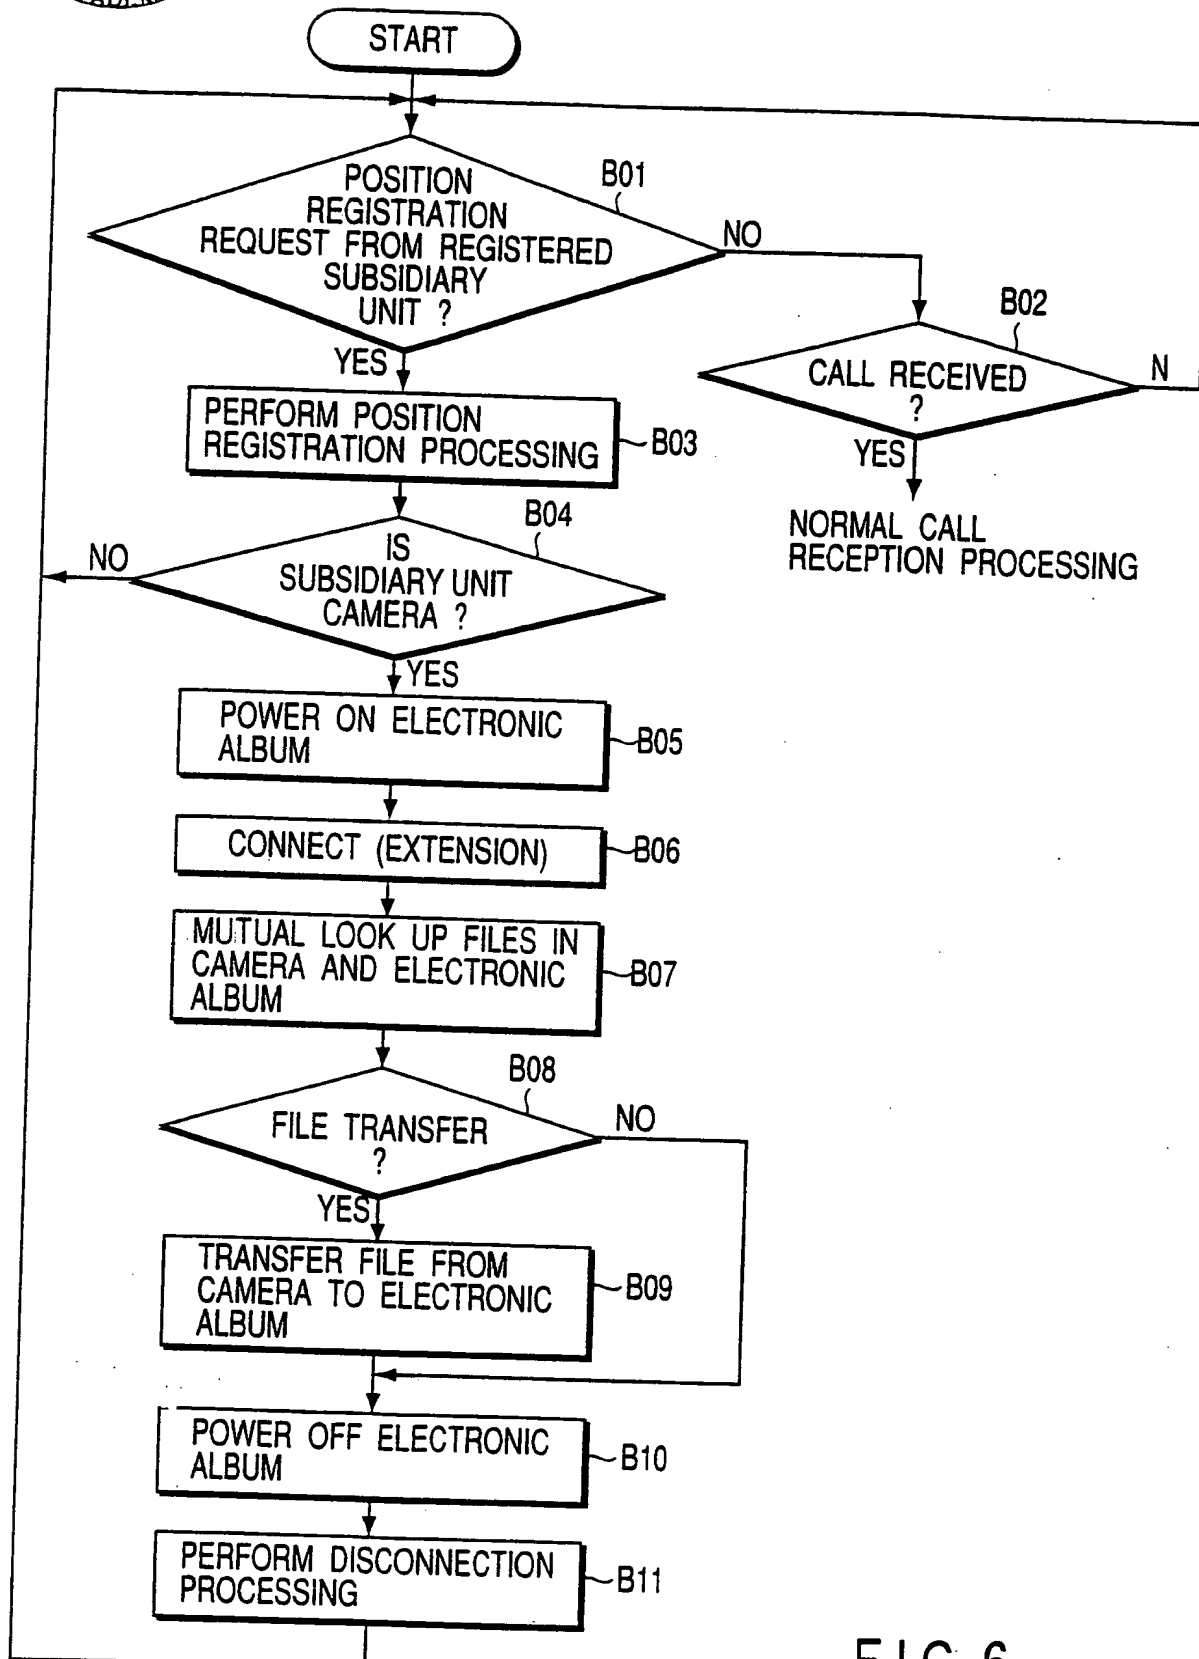 START
POSITION
REGISTRATION
REQUEST FROM REGISTERED
SUBSIDIARY
UNIT ?
B01
NO
YES
B02
CALL RECEIVED
?
N
YES
NORMAL CALL
RECEPTION PROCESSING
PERFORM POSITION
REGISTRATION PROCESSING
B03
B04
IS
SUBSIDIARY UNIT
CAMERA ?
NO
YES
POWER ON ELECTRONIC
ALBUM
B05
CONNECT (EXTENSION)
B06
MUTUAL LOOK UP FILES IN
CAMERA AND ELECTRONIC
ALBUM
B07
B08
FILE TRANSFER
?
NO
YES
TRANSFER FILE FROM
CAMERA TO ELECTRONIC
ALBUM
B09
POWER OFF ELECTRONIC
ALBUM
B10
PERFORM DISCONNECTION
PROCESSING
B11
FIG. 6